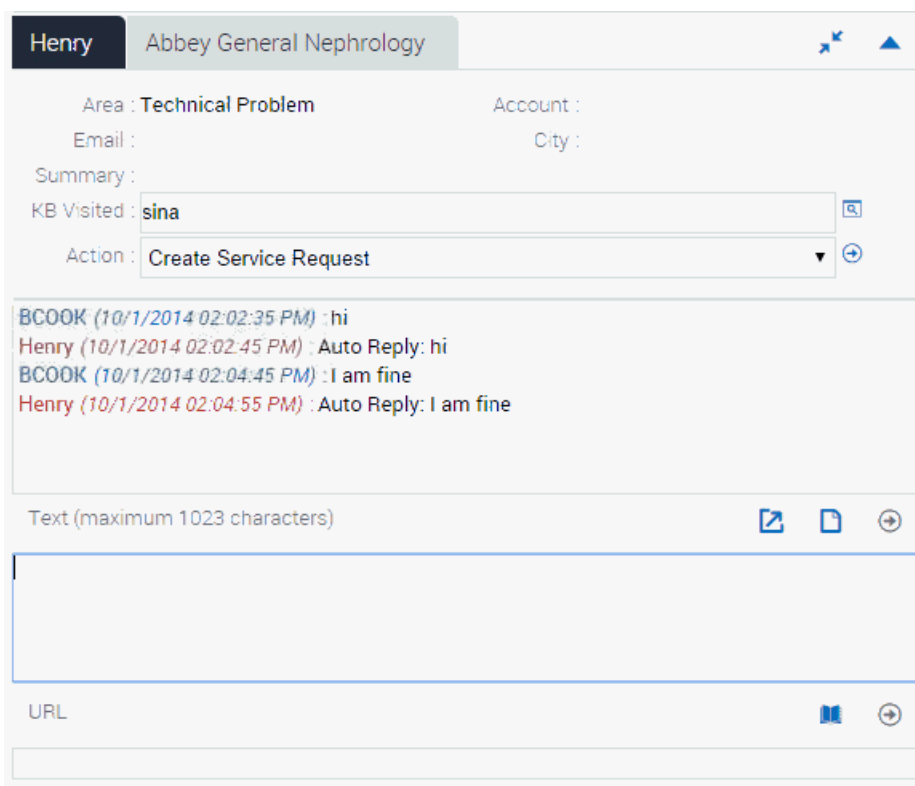 Henry Abbey General Nephrology
Area : Technical Problem Account :
Email : City :
Summary :
KB Visited : sina
Action : Create Service Request
BCOOK (10/1/2014 02:02:35 PM) : hi
Henry (10/1/2014 02:02:45 PM) : Auto Reply: hi
BCOOK (10/1/2014 02:04:45 PM) : I am fine
Henry (10/1/2014 02:04:55 PM) : Auto Reply: I am fine
Text (maximum 1023 characters)
URL